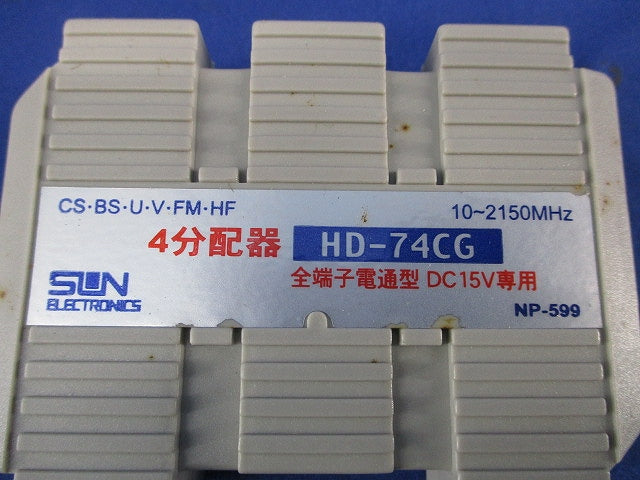 CS·BS·U·V·FM·HF
10~2150MHz
4分配器 HD-74CG
全端子電通型 DC15V専用
SUN
ELECTRONICS
NP-599